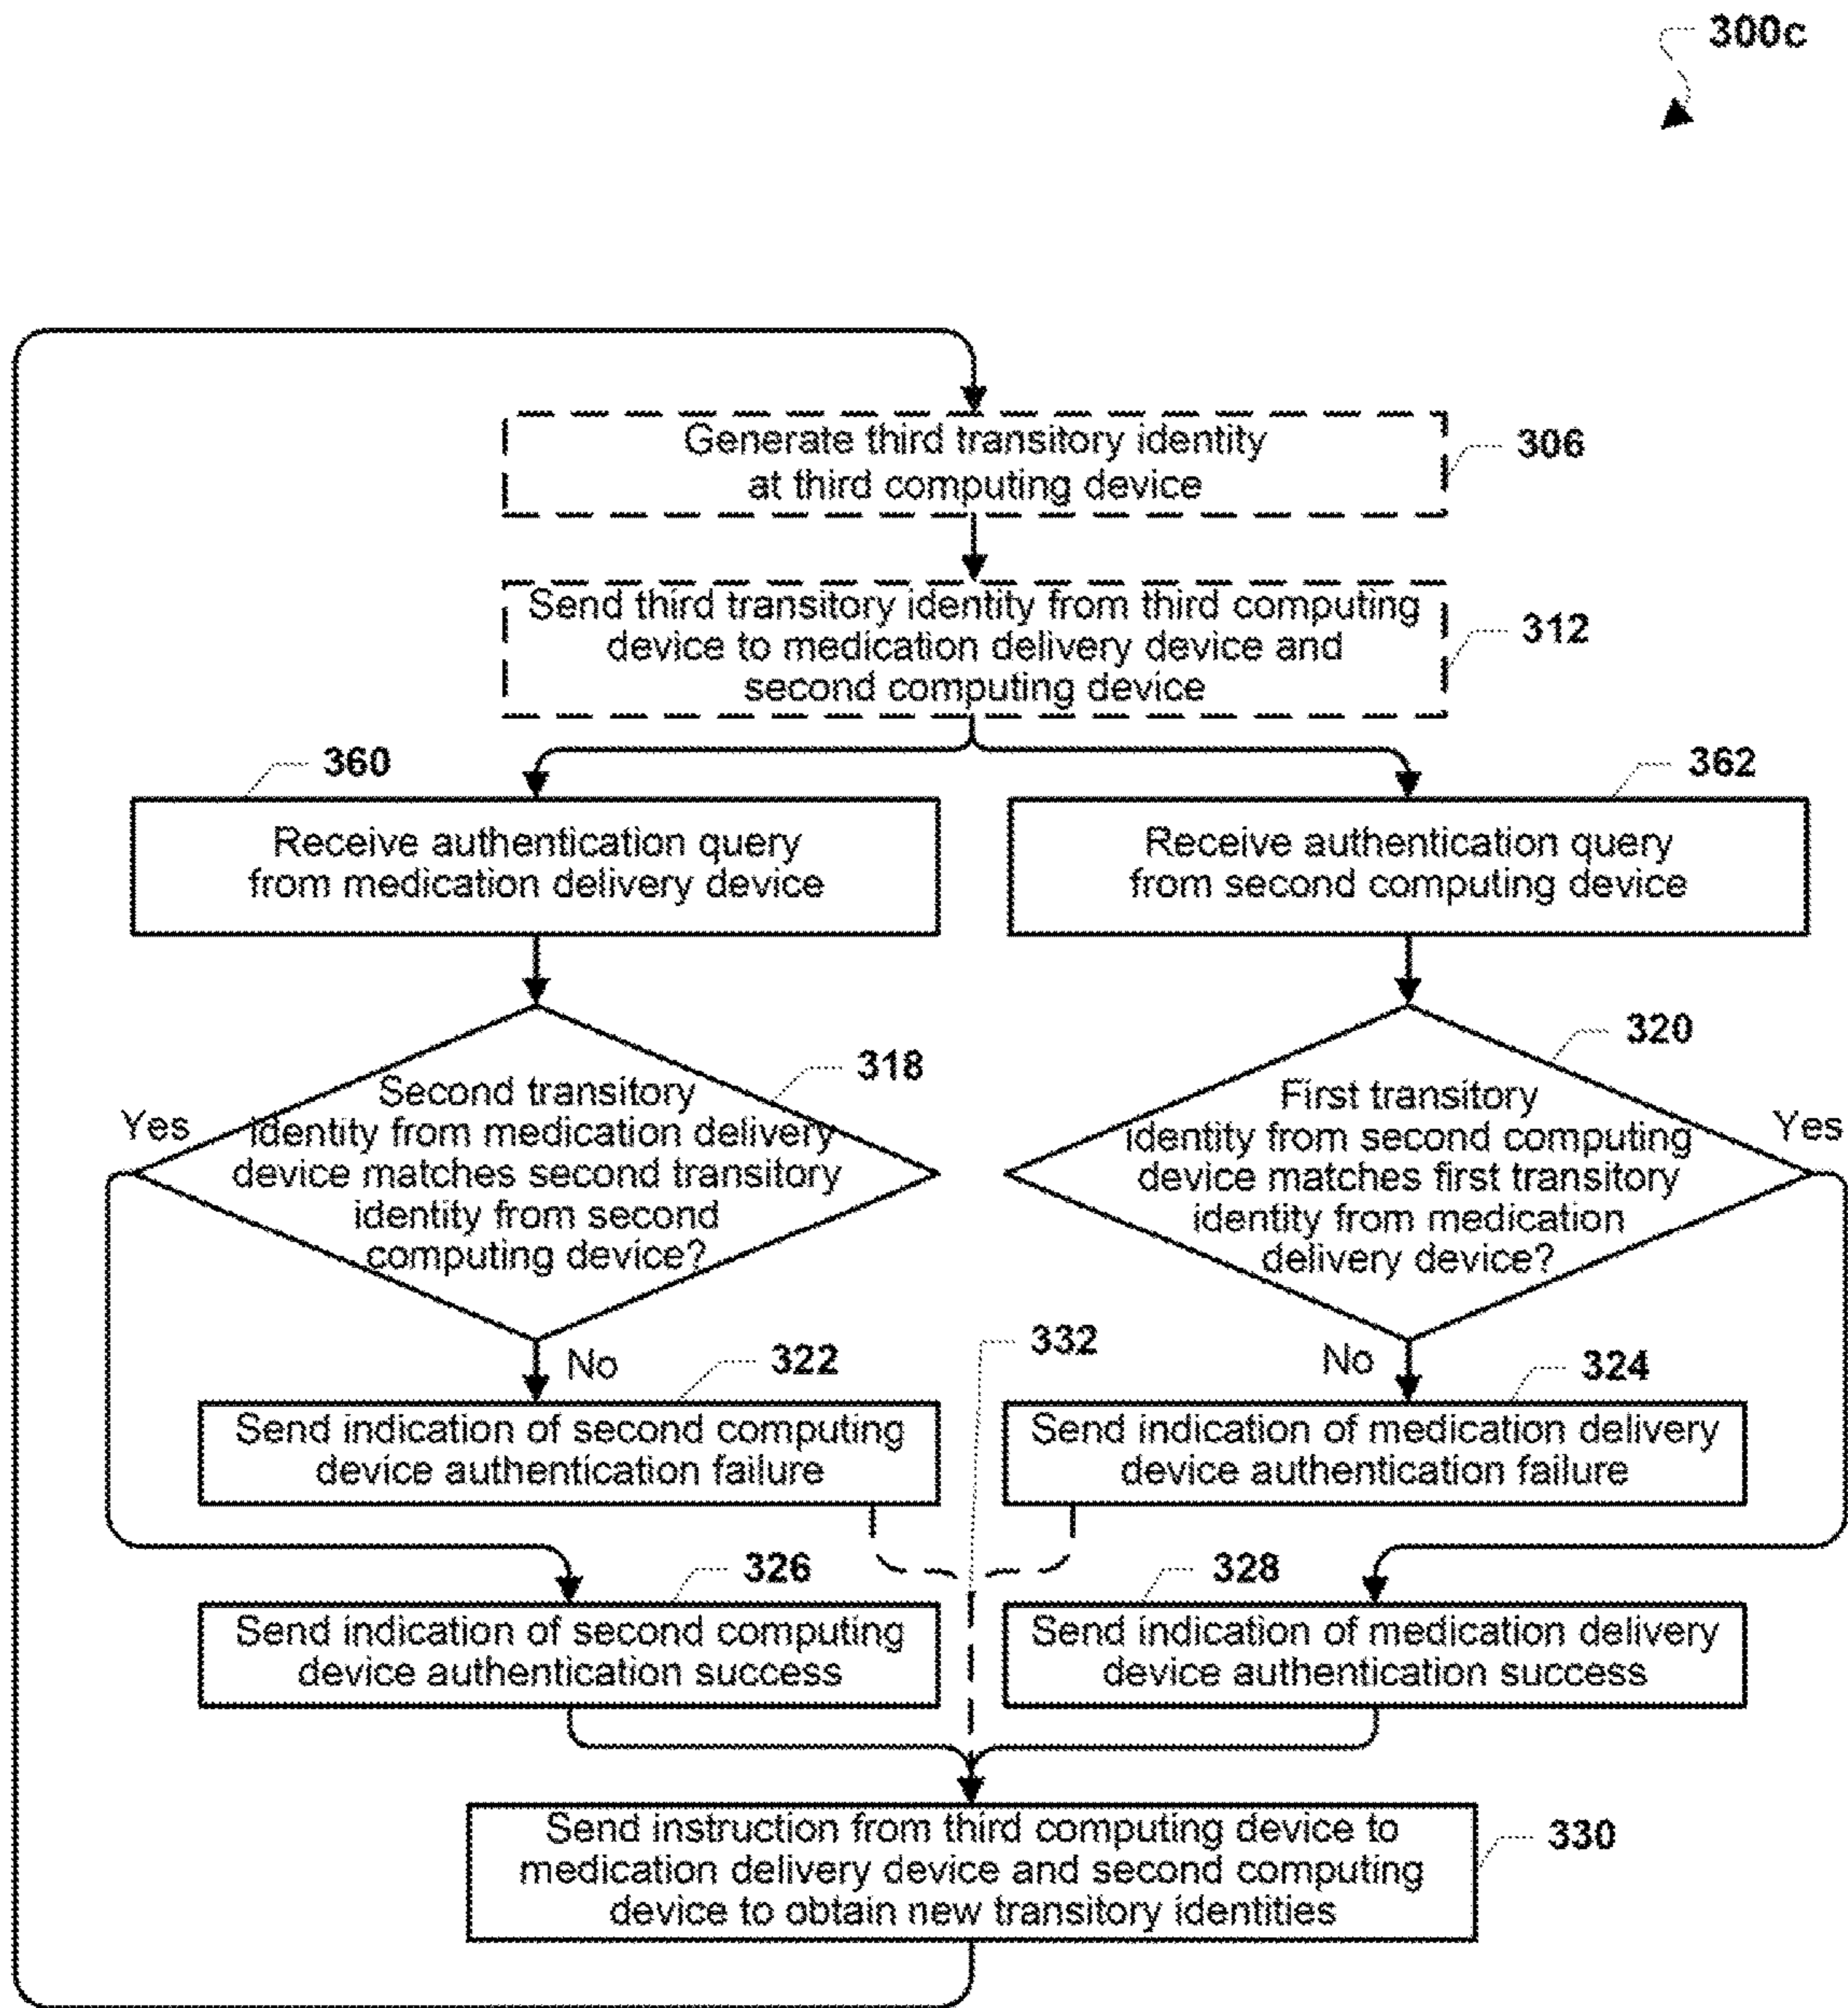 300c
Generate third transitory identity
at third computing device
306
Send third transitory identity from third computing
device to medication delivery device and
second computing device
312
360
Receive authentication query
from medication delivery device
362
Receive authentication query
from second computing device
318
Second transitory
identity from medication delivery
device matches second transitory
identity from second
computing device?
Yes
No
320
First transitory
identity from second computing
device matches first transitory
identity from medication
delivery device?
Yes
No
332
322
Send indication of second computing
device authentication failure
324
Send indication of medication delivery
device authentication failure
326
Send indication of second computing
device authentication success
328
Send indication of medication delivery
device authentication success
Send instruction from third computing device to
medication delivery device and second computing
device to obtain new transitory identities
330